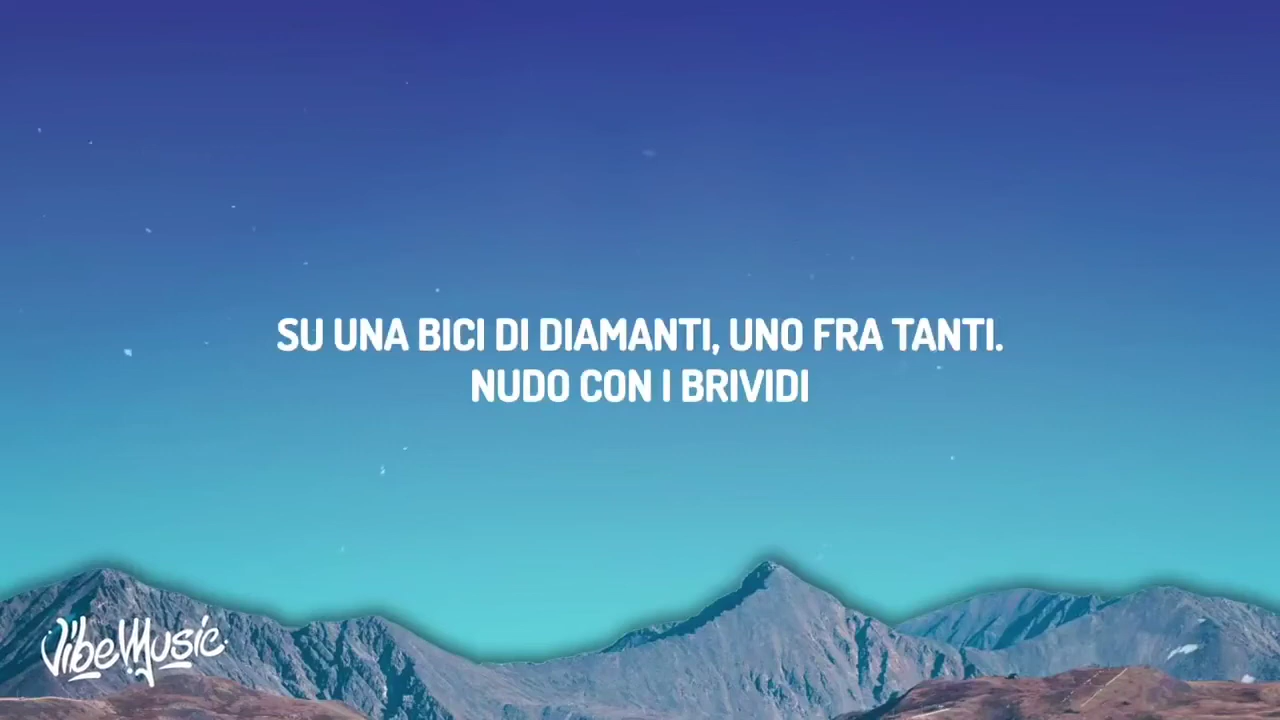 SU UNA BICI DI DIAMANTI, UNO FRA TANTI.
NUDO CON I BRIVIDI
VibeMusic